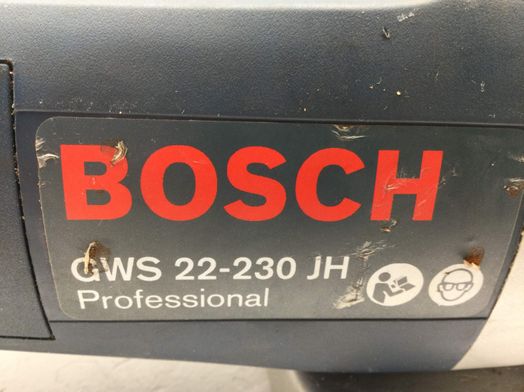 BOSCH
GWS 22-230 JH
Professional